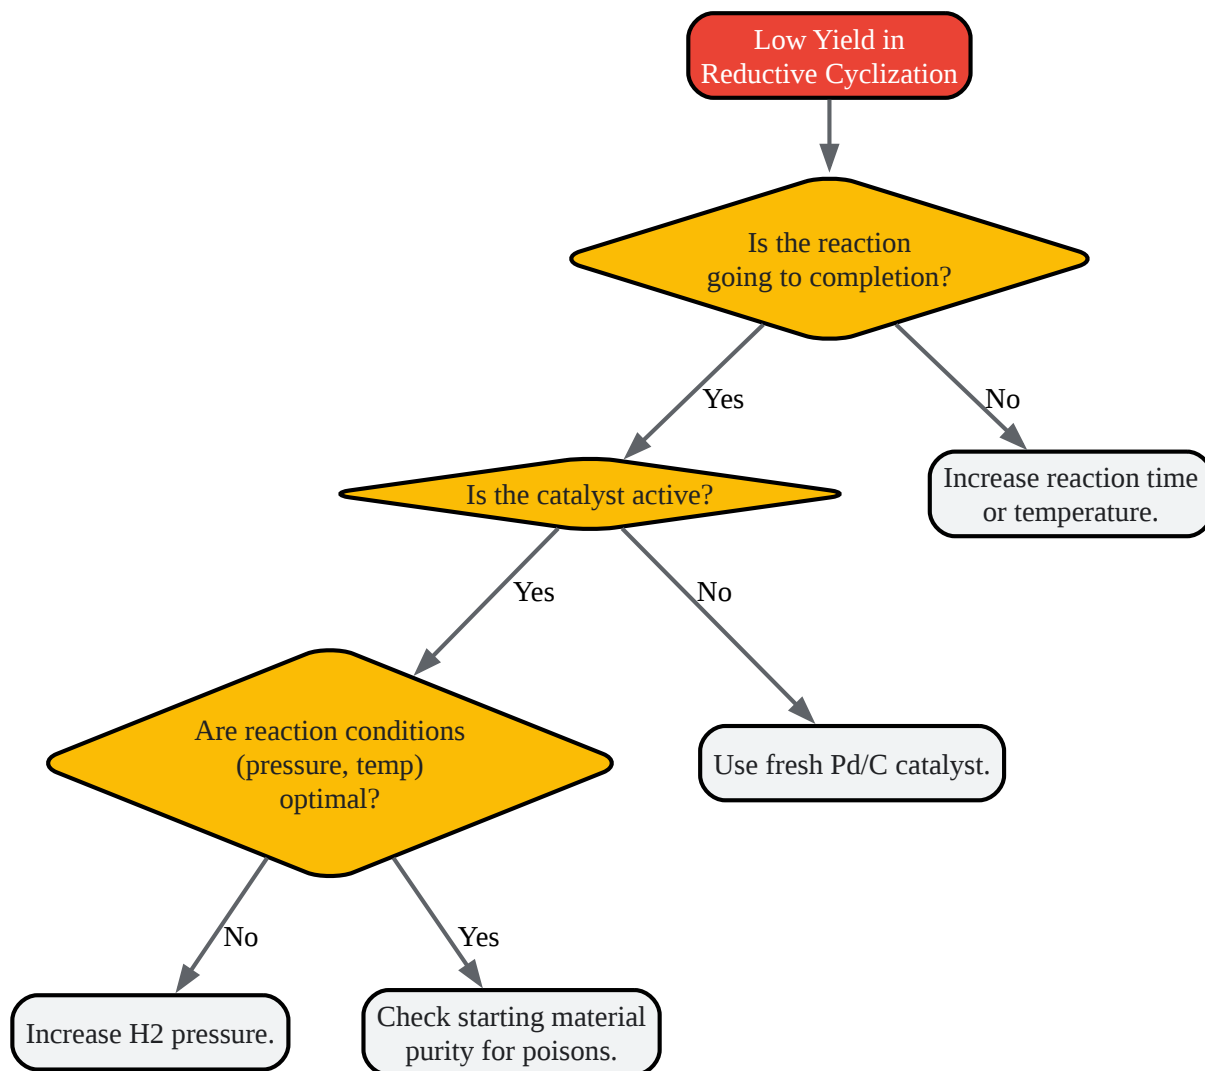 Low Yield in
Reductive Cyclization
Is the reaction
going to completion?
Yes
No
Increase reaction time
or temperature.
Is the catalyst active?
Yes
No
Are reaction conditions
(pressure, temp)
optimal?
Use fresh Pd/C catalyst.
No
Yes
Increase H2 pressure.
Check starting material
purity for poisons.